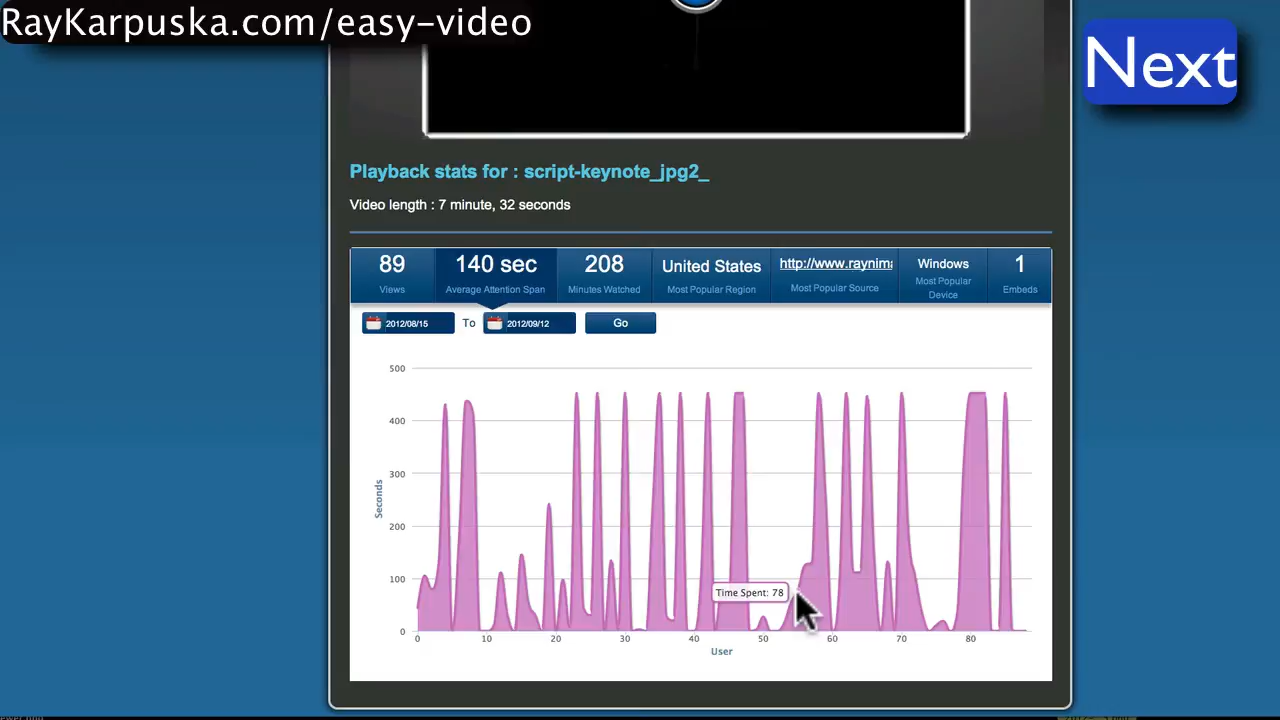 RayKarpuska.com/easy-video
Next
Playback stats for : script-keynote_jpg2_
Video length : 7 minute, 32 seconds
89
Views
140 sec
Average Attention Span
208
Minutes Watched
United States
Most Popular Region
http://www.raynima
Most Popular Source
Windows
Most Popular
Device
1
Embeds
2012/08/15 To 2012/09/12 Go
500
400
300
200
100
0
Seconds
Time Spent: 78
0 10 20 30 40 50 60 70 80
User